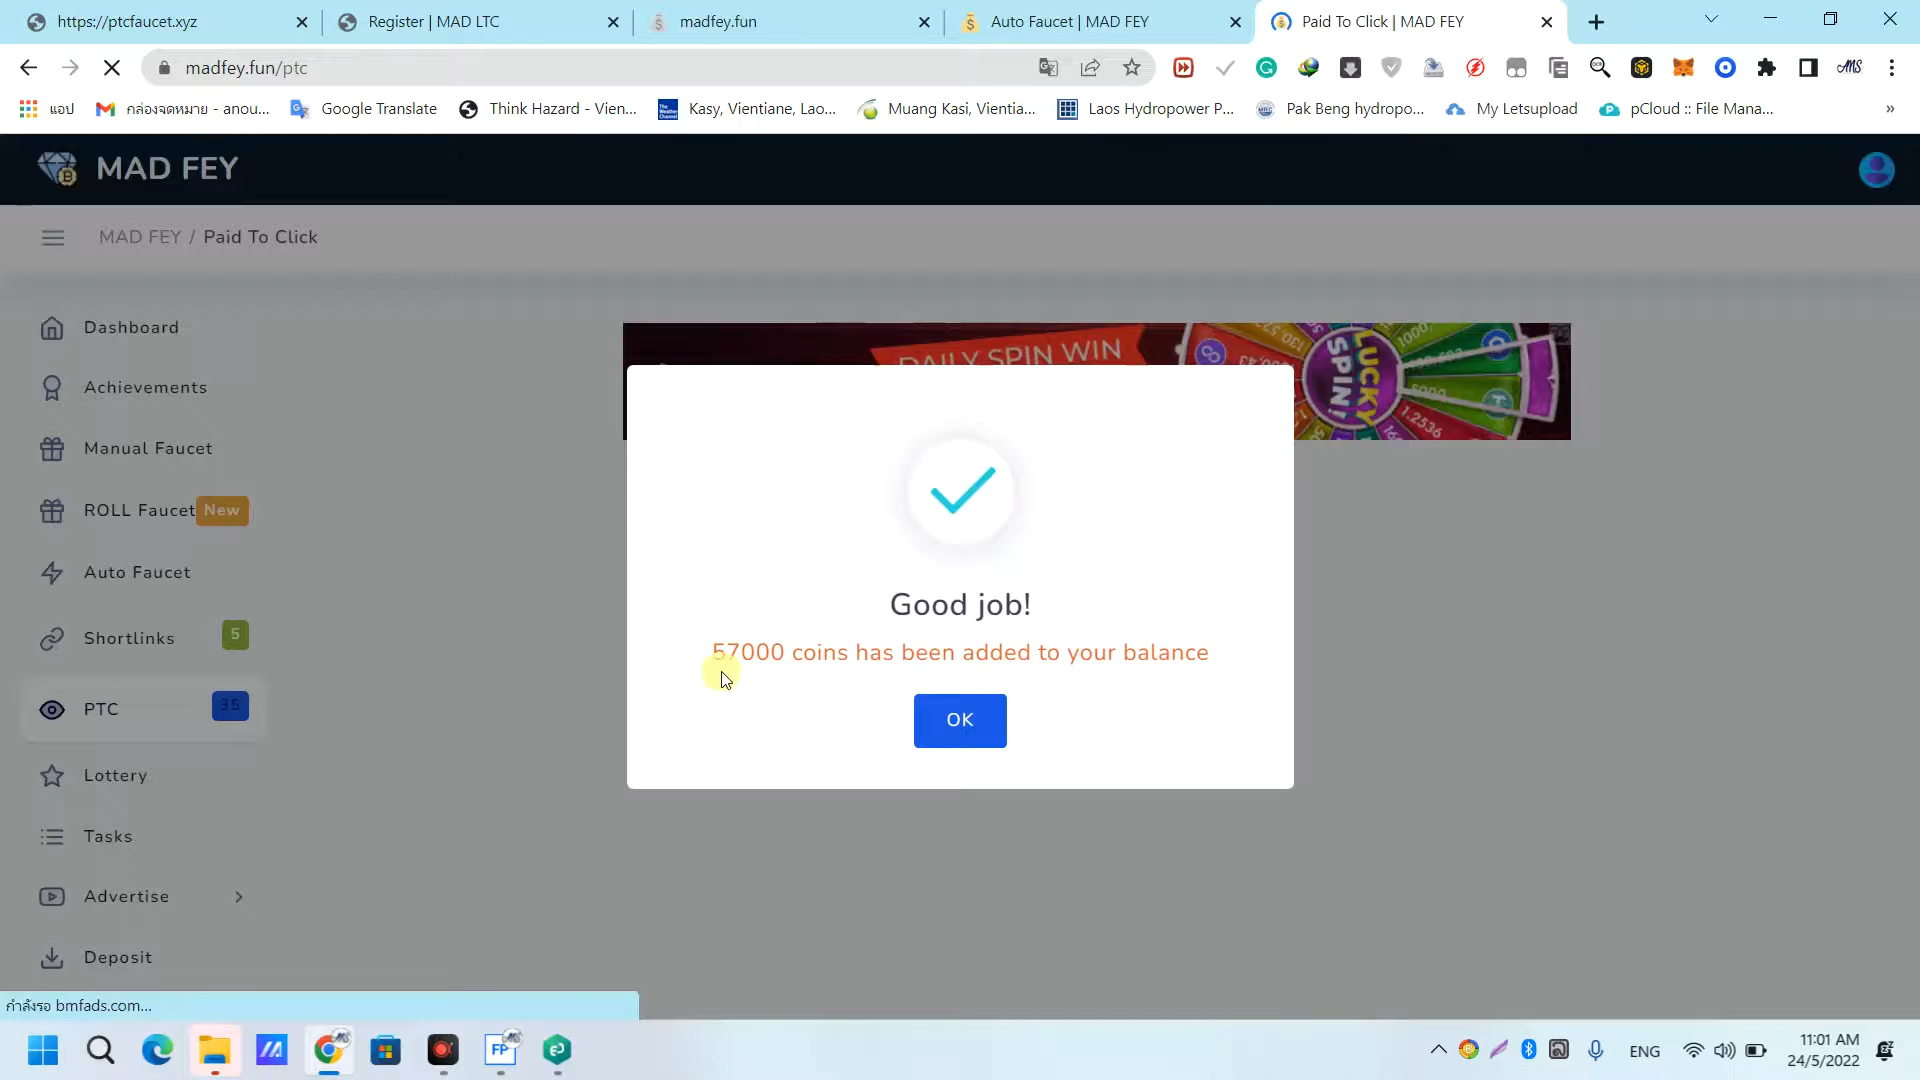 https://ptcfaucet.xyz
Register | MAD LTC
madfey.fun
Auto Faucet | MAD FEY
Paid To Click | MAD FEY
madfey.fun/ptc
แอป
กล่องจดหมาย - anou...
Google Translate
Think Hazard - Vien...
Kasy, Vientiane, Lao...
Muang Kasi, Vientia...
Laos Hydropower P...
Pak Beng hydropo...
My Letsupload
pCloud :: File Mana...
»
MAD FEY
MAD FEY / Paid To Click
Dashboard
Achievements
Manual Faucet
ROLL Faucet New
Auto Faucet
Shortlinks 5
PTC 35
Lottery
Tasks
Advertise
Deposit
DAILY SPIN WIN
LUCKY SPIN!
1.2536
Good job!
57000 coins has been added to your balance
OK
กำลังรอ bmfads.com...
ENG
11:01 AM
24/5/2022